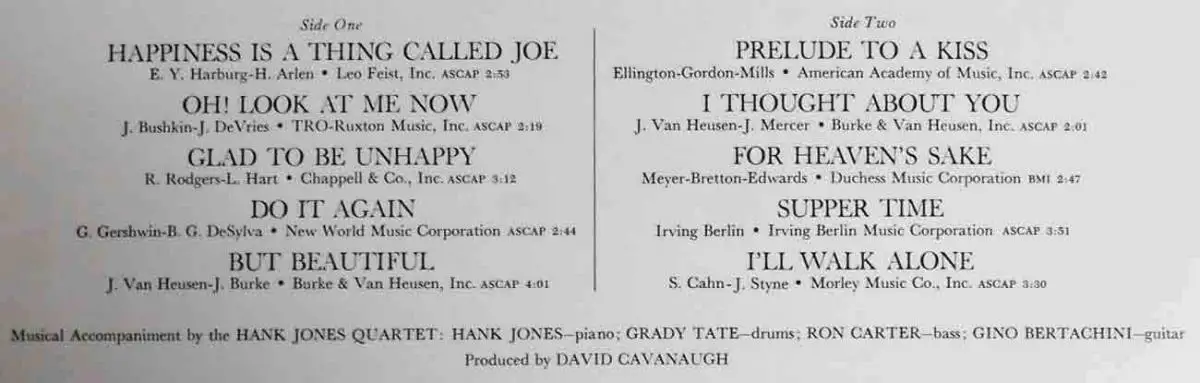 Side One
HAPPINESS IS A THING CALLED JOE
E. Y. Harburg-H. Arlen • Leo Feist, Inc. ASCAP 2:53
OH! LOOK AT ME NOW
J. Bushkin-J. DeVries • TRO-Ruxton Music, Inc. ASCAP 2:19
GLAD TO BE UNHAPPY
R. Rodgers-L. Hart • Chappell & Co., Inc. ASCAP 3:12
DO IT AGAIN
G. Gershwin-B. G. DeSylva • New World Music Corporation ASCAP 2:44
BUT BEAUTIFUL
J. Van Heusen-J. Burke • Burke & Van Heusen, Inc. ASCAP 4:01
Side Two
PRELUDE TO A KISS
Ellington-Gordon-Mills • American Academy of Music, Inc. ASCAP 2:42
I THOUGHT ABOUT YOU
J. Van Heusen-J. Mercer • Burke & Van Heusen, Inc. ASCAP 2:01
FOR HEAVEN'S SAKE
Meyer-Bretton-Edwards • Duchess Music Corporation BMI 2:47
SUPPER TIME
Irving Berlin • Irving Berlin Music Corporation ASCAP 3:51
I'LL WALK ALONE
S. Cahn-J. Styne • Morley Music Co., Inc. ASCAP 3:30
Musical Accompaniment by the HANK JONES QUARTET: HANK JONES—piano; GRADY TATE—drums; RON CARTER—bass; GINO BERTACHINI—guitar
Produced by DAVID CAVANAUGH